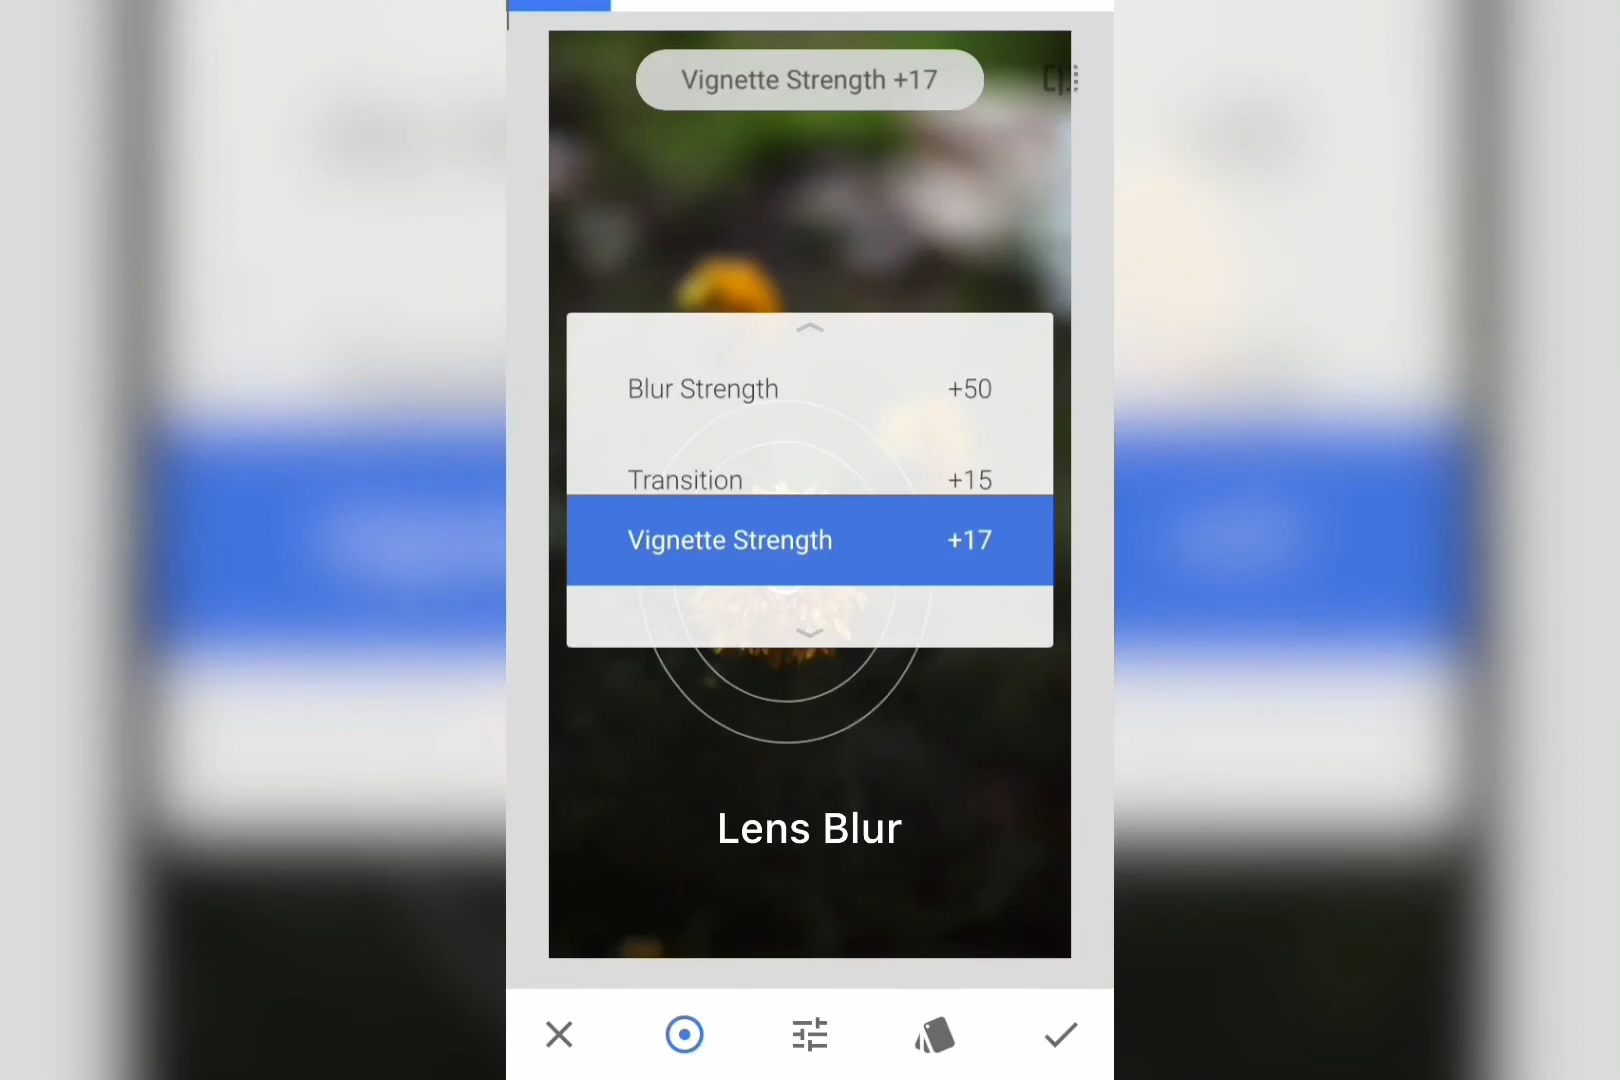 Vignette Strength +17
Blur Strength +50
Transition +15
Vignette Strength +17
Lens Blur